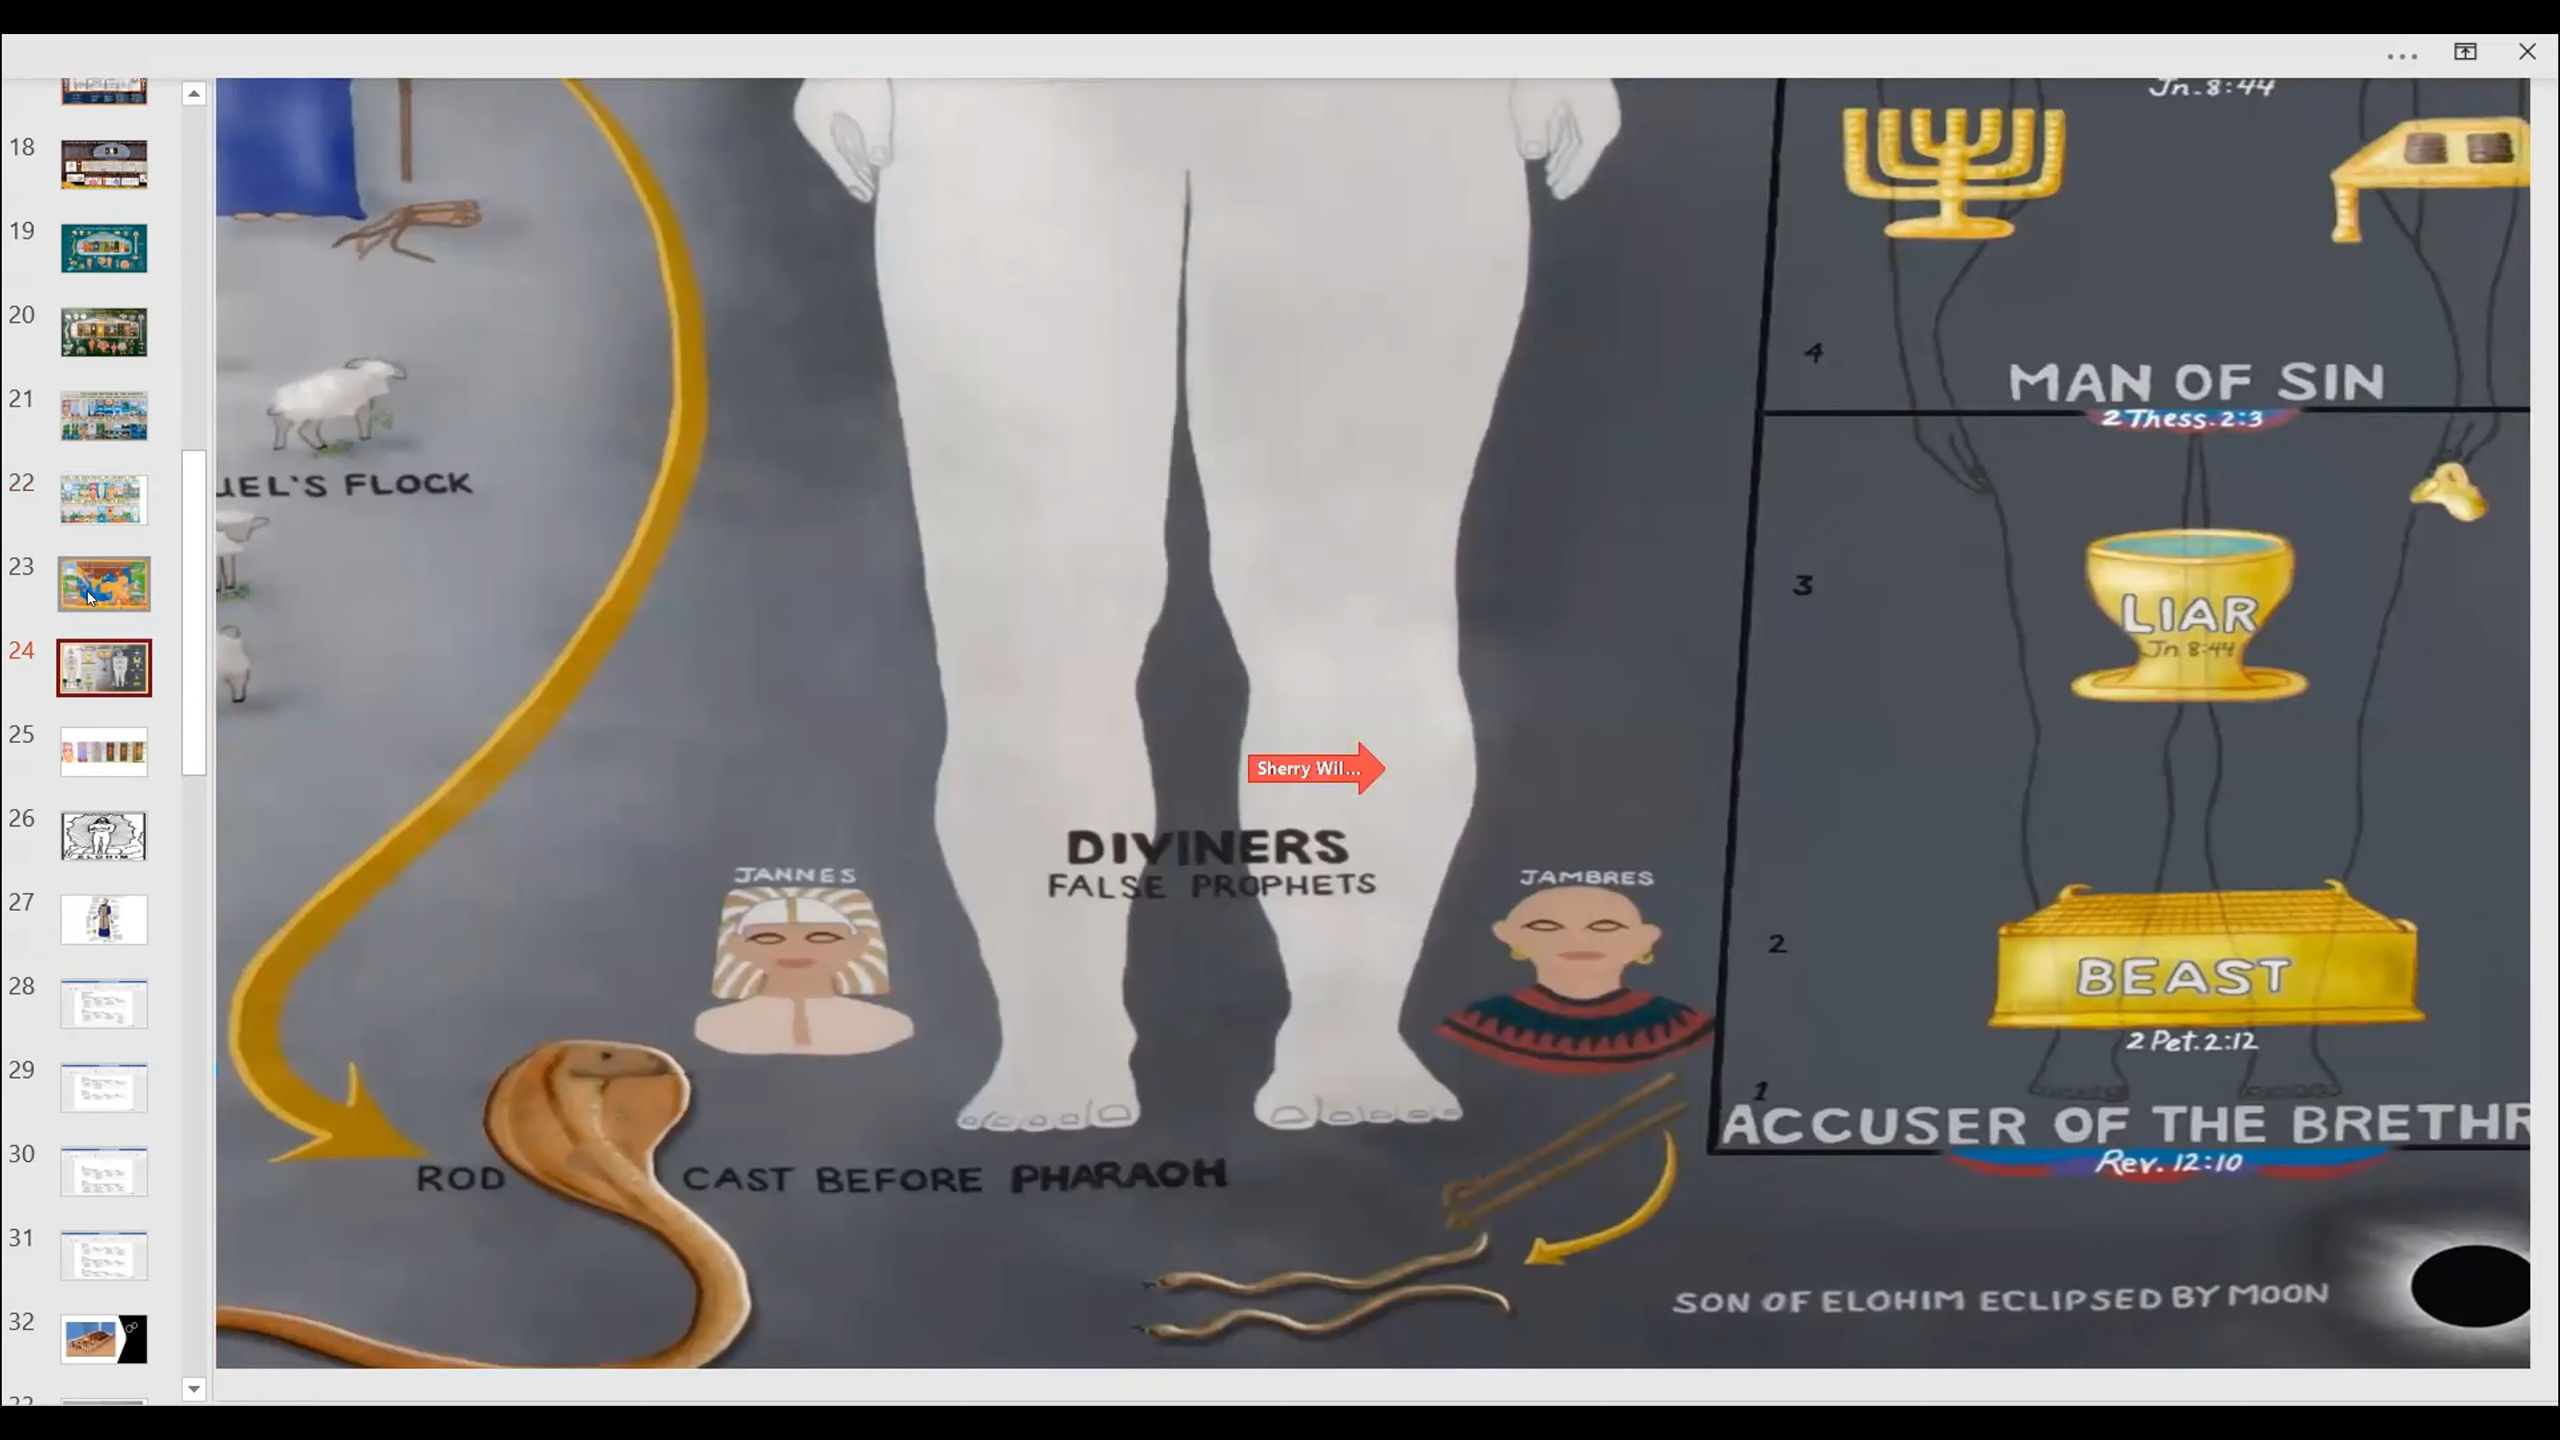 18
19
20
21
22
23
24
25
26
27
28
29
30
31
32
UEL'S FLOCK
Sherry Wil...
DIVINERS
FALSE PROPHETS
JANNES
JAMBRES
ROD CAST BEFORE PHARAOH
Jn. 8:44
4
MAN OF SIN
2 Thess. 2:3
3
LIAR
Jn 8:44
2
BEAST
2 Pet. 2:12
1
ACCUSER OF THE BRETHR
Rev. 12:10
SON OF ELOHIM ECLIPSED BY MOON